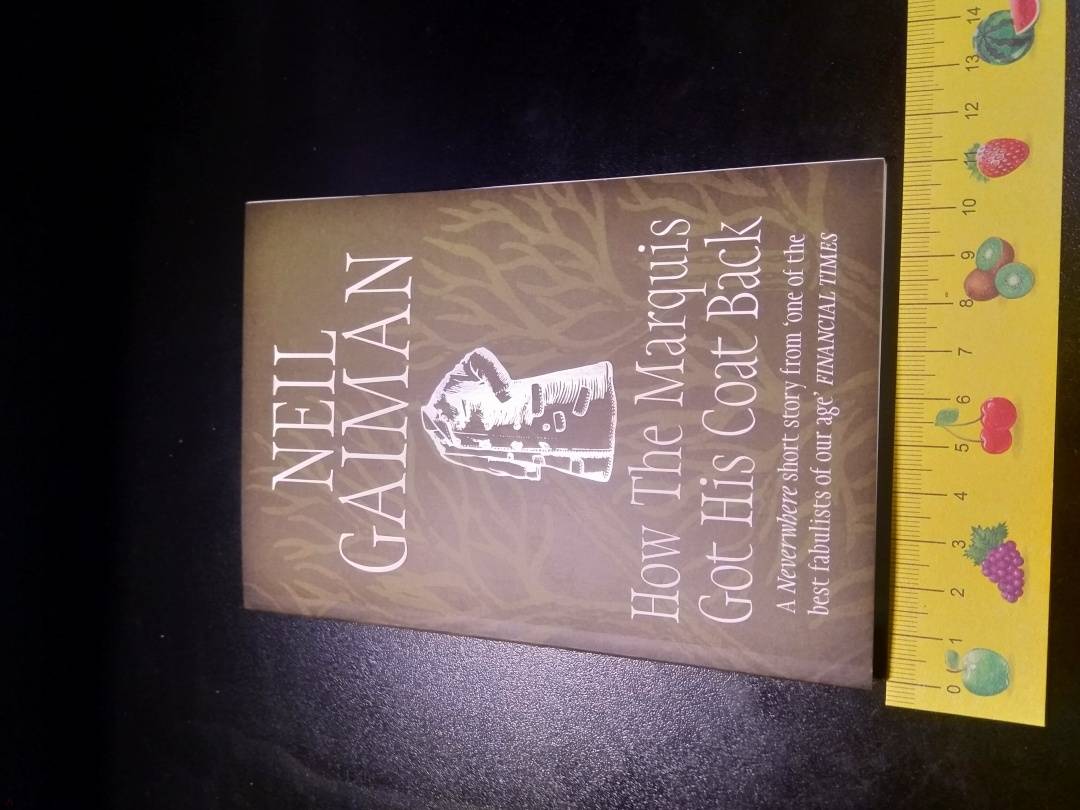 NEIL
GAIMAN
How The Marquis
Got His Coat Back
A Neverwhere short story from ‘one of the
best fabulists of our age’ FINANCIAL TIMES
0 1 2 3 4 5 6 7 8 9 10 11 12 13 14